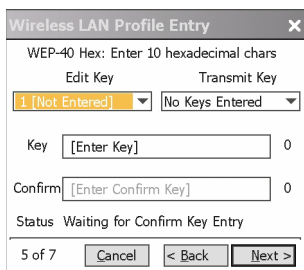 Wireless LAN Profile Entry
WEP-40 Hex: Enter 10 hexadecimal chars
Edit Key Transmit Key
1 [Not Entered] No Keys Entered
Key [Enter Key] 0
Confirm [Enter Confirm Key] 0
Status Waiting for Confirm Key Entry
5 of 7 Cancel < Back Next >